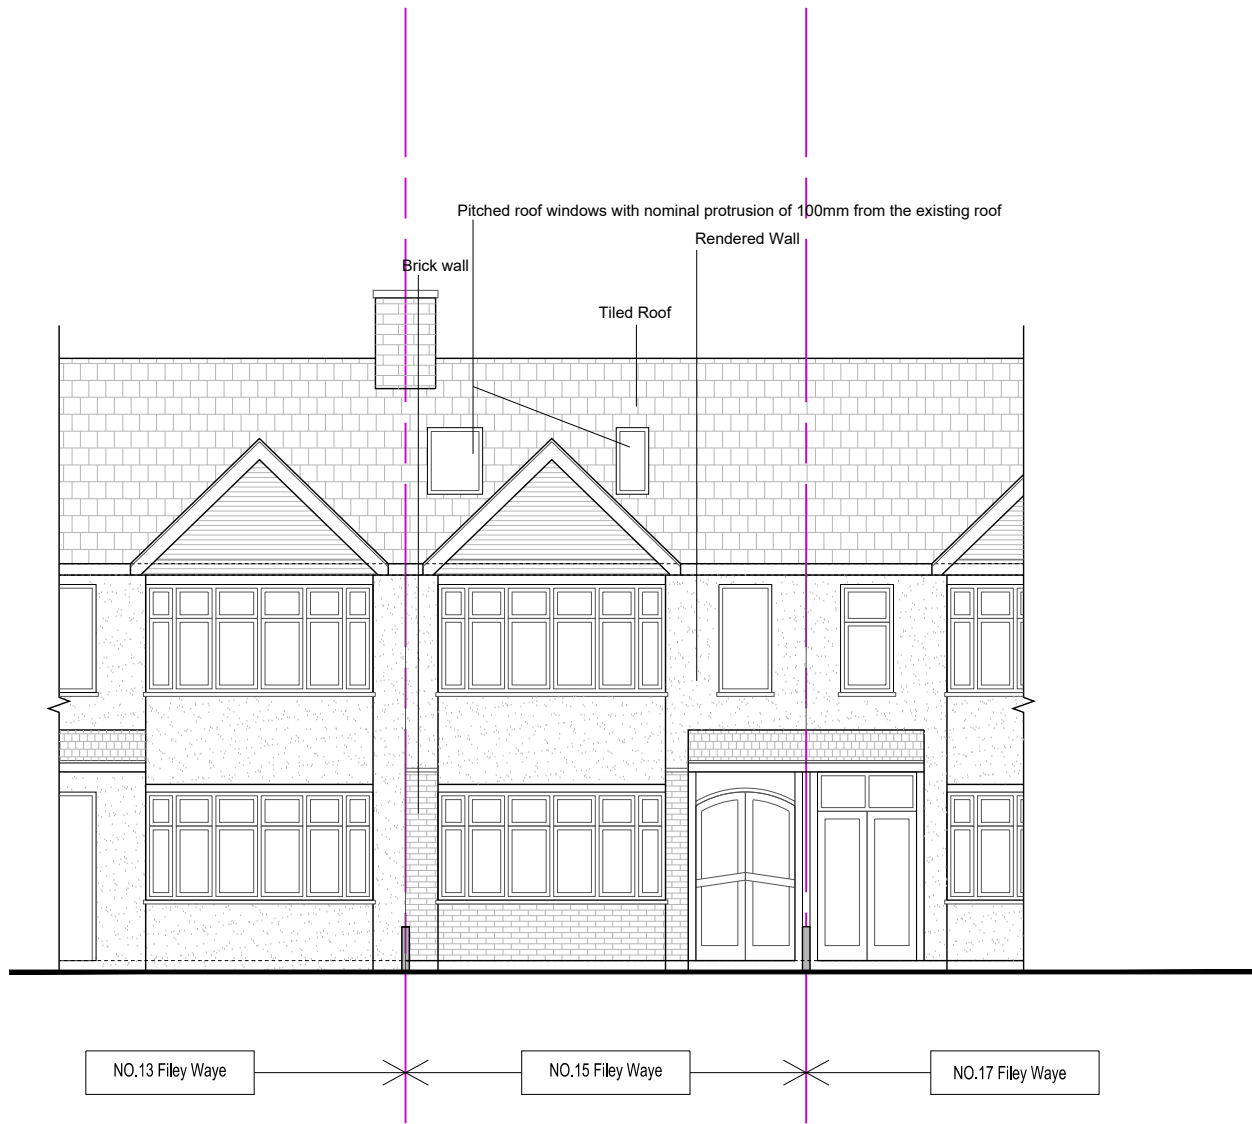 Pitched roof windows with nominal protrusion of 100mm from the existing roof
Rendered Wall
Brick wall
Tiled Roof
NO.13 Filey Waye
NO.15 Filey Waye
NO.17 Filey Waye